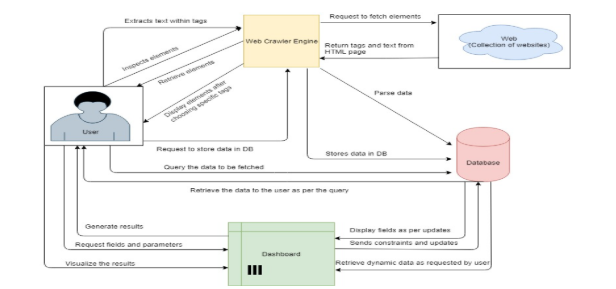 Extracts text within tags
Request to fetch elements
Web Crawler Engine
Web
(Collection of websites)
Inspects elements
Retrieve elements
Return tags and text from
HTML page
Display elements after
choosing specific tags
Parse data
User
Request to store data in DB
Stores data in DB
Database
Query the data to be fetched
Retrieve the data to the user as per the query
Generate results
Display fields as per updates
Request fields and parameters
Sends constraints and updates
Dashboard
Visualize the results
Retrieve dynamic data as requested by user